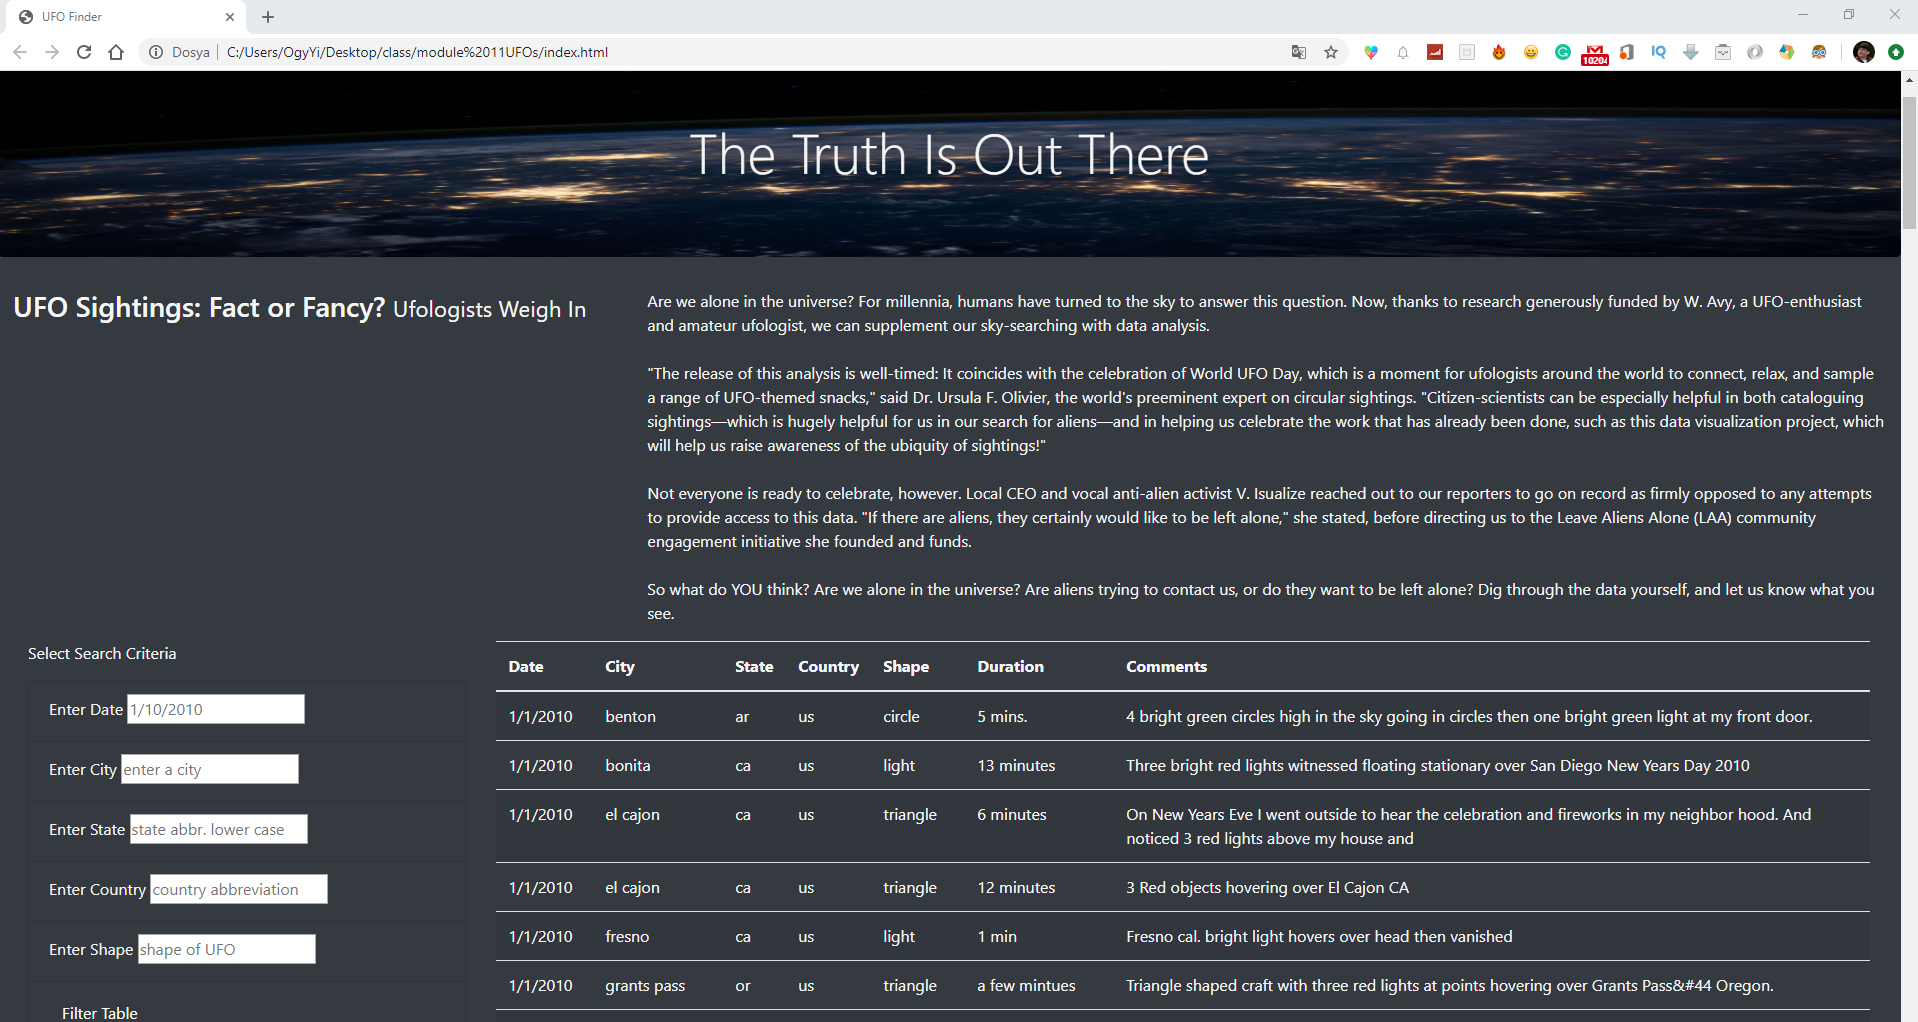 UFO Finder
Dosya
C:/Users/OgyYi/Desktop/class/module%2011UFOs/index.html
IQ
10204
The Truth Is Out There
UFO Sightings: Fact or Fancy? Ufologists Weigh In
Are we alone in the universe? For millennia, humans have turned to the sky to answer this question. Now, thanks to research generously funded by W. Avy, a UFO-enthusiast
and amateur ufologist, we can supplement our sky-searching with data analysis.
"The release of this analysis is well-timed: It coincides with the celebration of World UFO Day, which is a moment for ufologists around the world to connect, relax, and sample
a range of UFO-themed snacks," said Dr. Ursula F. Olivier, the world's preeminent expert on circular sightings. "Citizen-scientists can be especially helpful in both cataloguing
sightings—which is hugely helpful for us in our search for aliens—and in helping us celebrate the work that has already been done, such as this data visualization project, which
will help us raise awareness of the ubiquity of sightings!"
Not everyone is ready to celebrate, however. Local CEO and vocal anti-alien activist V. Isualize reached out to our reporters to go on record as firmly opposed to any attempts
to provide access to this data. "If there are aliens, they certainly would like to be left alone," she stated, before directing us to the Leave Aliens Alone (LAA) community
engagement initiative she founded and funds.
So what do YOU think? Are we alone in the universe? Are aliens trying to contact us, or do they want to be left alone? Dig through the data yourself, and let us know what you
see.
Select Search Criteria
Enter Date 1/10/2010
Enter City enter a city
Enter State state abbr. lower case
Enter Country country abbreviation
Enter Shape shape of UFO
Filter Table
Date City State Country Shape Duration Comments
1/1/2010 benton ar us circle 5 mins. 4 bright green circles high in the sky going in circles then one bright green light at my front door.
1/1/2010 bonita ca us light 13 minutes Three bright red lights witnessed floating stationary over San Diego New Years Day 2010
1/1/2010 el cajon ca us triangle 6 minutes On New Years Eve I went outside to hear the celebration and fireworks in my neighbor hood. And
noticed 3 red lights above my house and
1/1/2010 el cajon ca us triangle 12 minutes 3 Red objects hovering over El Cajon CA
1/1/2010 fresno ca us light 1 min Fresno cal. bright light hovers over head then vanished
1/1/2010 grants pass or us triangle a few mintues Triangle shaped craft with three red lights at points hovering over Grants Pass&#44 Oregon.